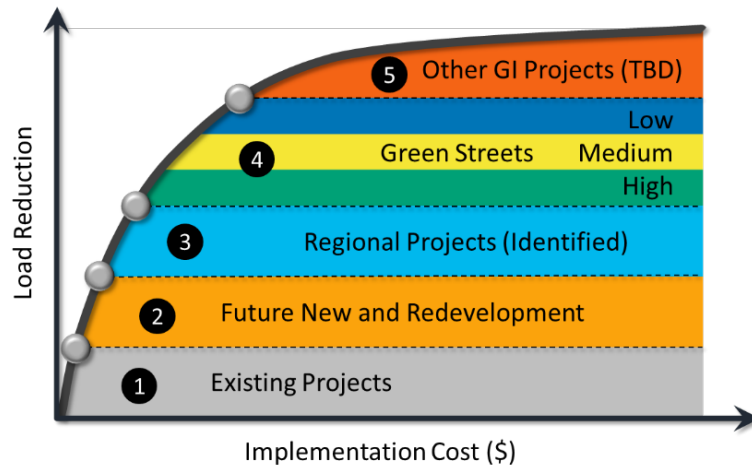 Load Reduction
5 Other GI Projects (TBD)
Low
4 Green Streets Medium
High
3 Regional Projects (Identified)
2 Future New and Redevelopment
1 Existing Projects
Implementation Cost ($)